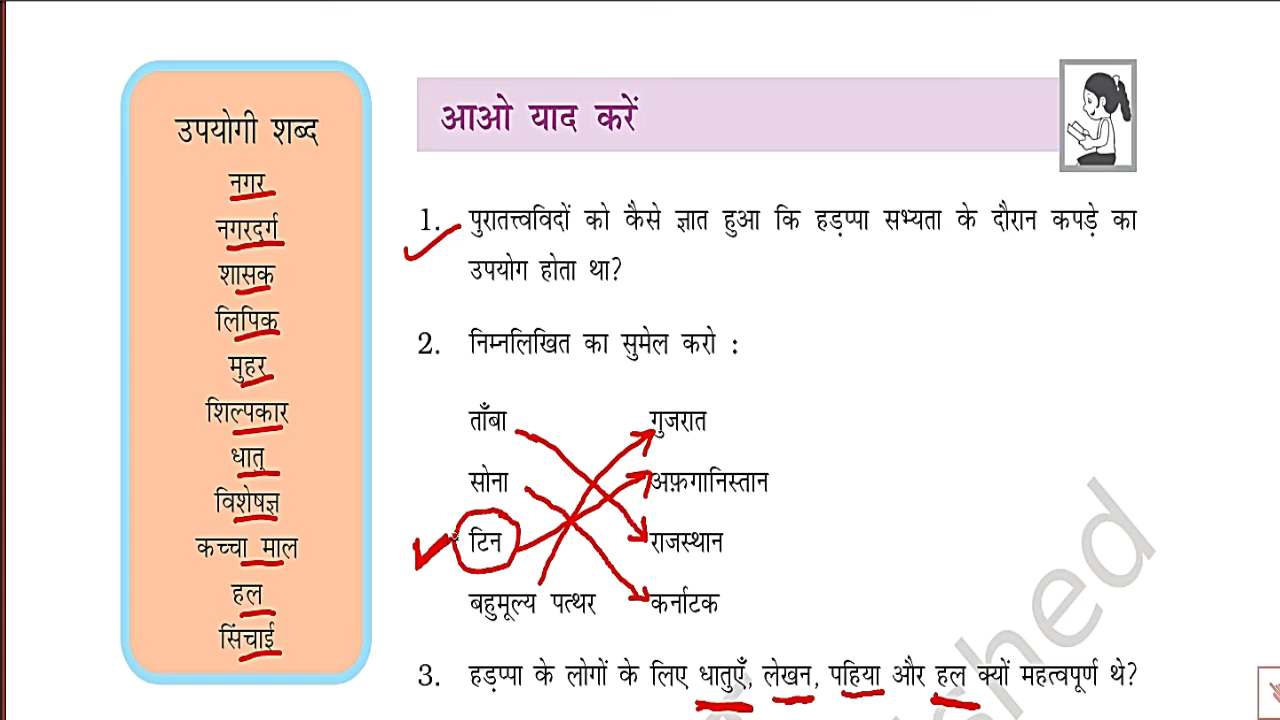 उपयोगी शब्द
नगर
नगरदुर्ग
शासक
लिपिक
मुहर
शिल्पकार
धातु
विशेषज्ञ
कच्चा माल
हल
सिंचाई
आओ याद करें
1. पुरातत्त्वविदों को कैसे ज्ञात हुआ कि हड़प्पा सभ्यता के दौरान कपड़े का
उपयोग होता था?
2. निम्नलिखित का सुमेल करो :
ताँबा गुजरात
सोना अफ़गानिस्तान
टिन राजस्थान
बहुमूल्य पत्थर कर्नाटक
3. हड़प्पा के लोगों के लिए धातुएँ, लेखन, पहिया और हल क्यों महत्वपूर्ण थे?